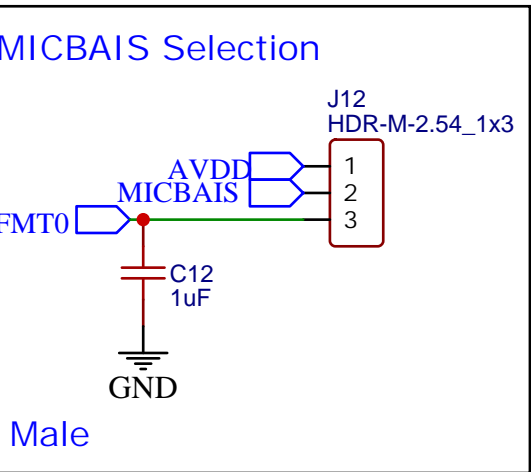 MICBAIS Selection
J12
HDR-M-2.54_1x3
AVDD
1
MICBAIS
2
FMT0
3
C12
1uF
GND
Male